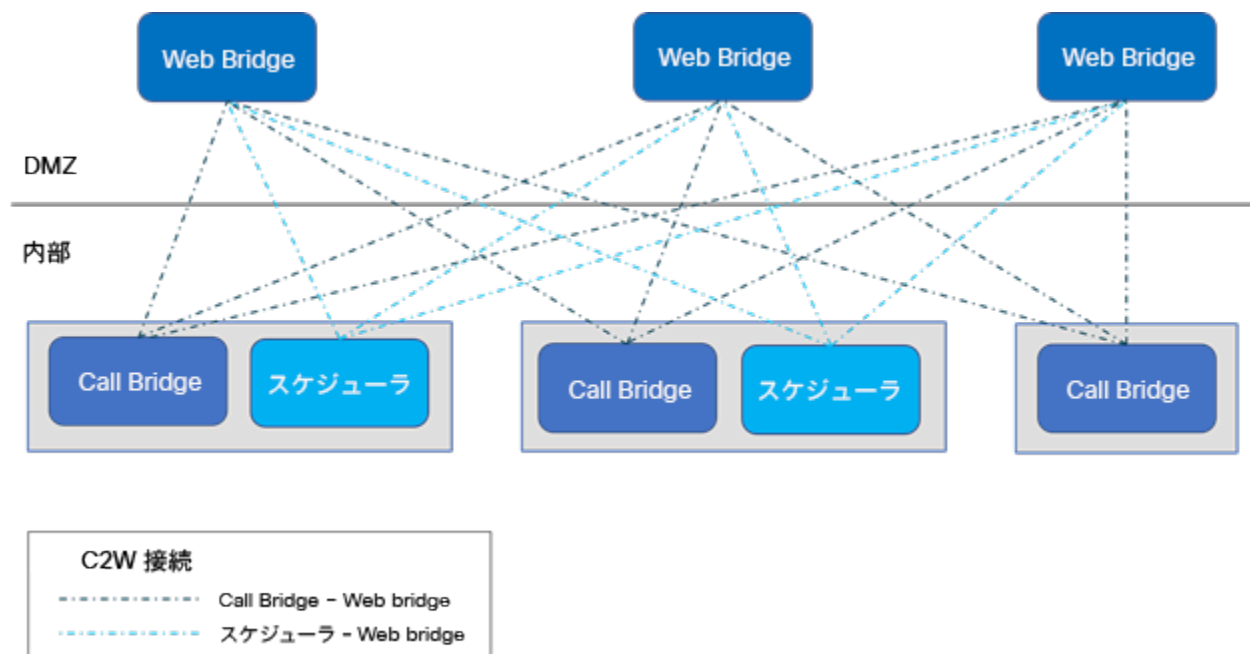 Web Bridge
Web Bridge
Web Bridge
DMZ
内部
Call Bridge
スケジューラ
Call Bridge
スケジューラ
Call Bridge
C2W 接続
Call Bridge - Web bridge
スケジューラ - Web bridge